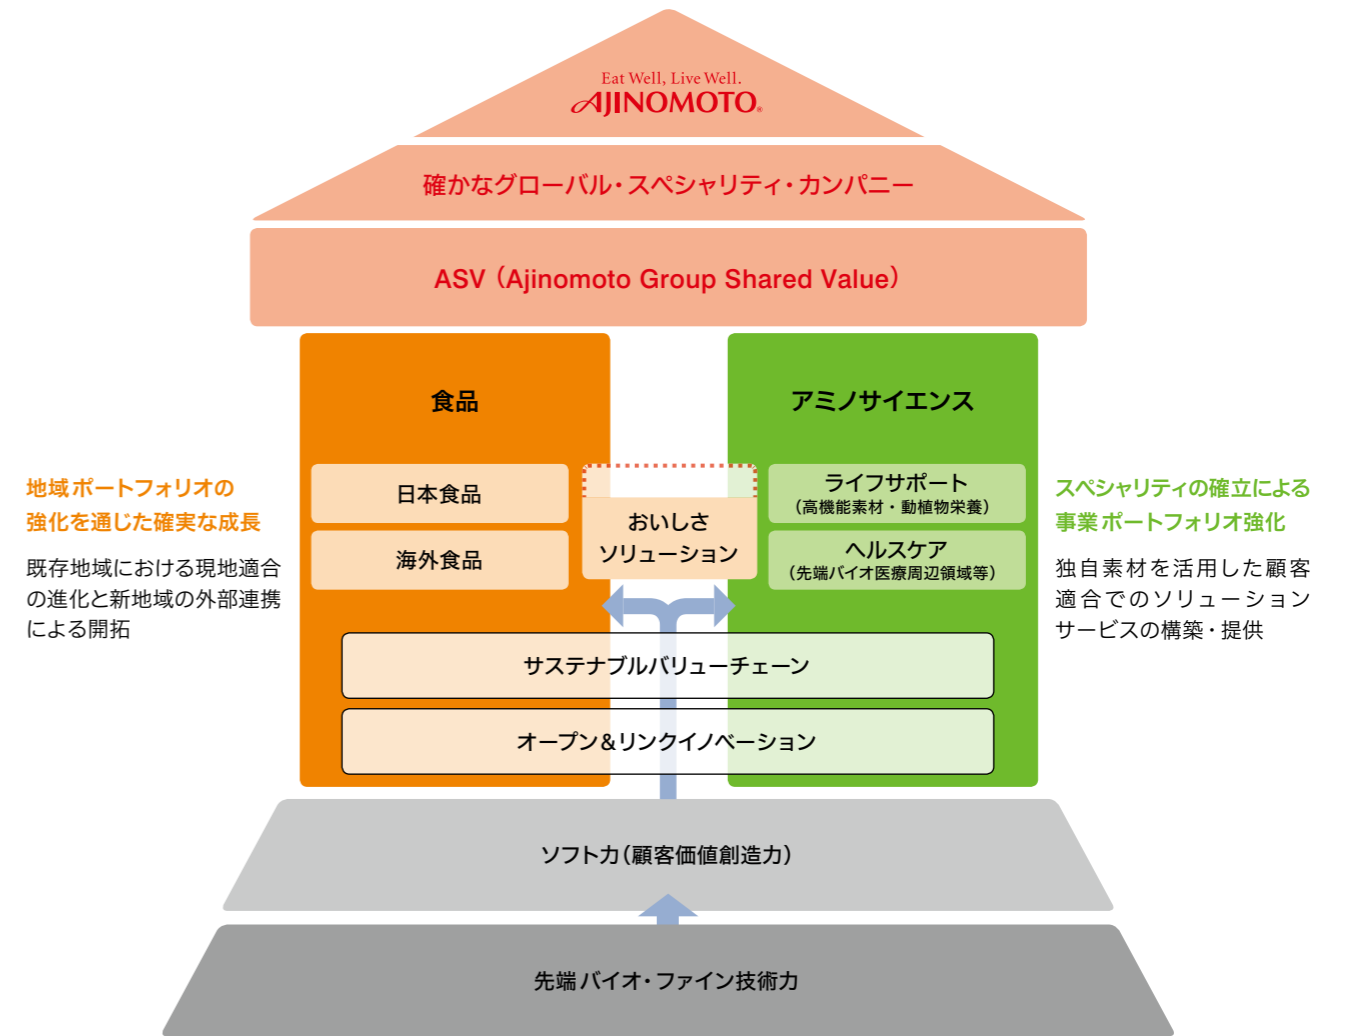 Eat Well, Live Well.
AJINOMOTO®
確かなグローバル・スペシャリティ・カンパニー
ASV（Ajinomoto Group Shared Value）
食品
日本食品
海外食品
おいしさ
ソリューション
アミノサイエンス
ライフサポート
（高機能素材・動植物栄養）
ヘルスケア
（先端バイオ医療周辺領域等）
地域ポートフォリオの
強化を通じた確実な成長
既存地域における現地適合
の進化と新地域の外部連携
による開拓
スペシャリティの確立による
事業ポートフォリオ強化
独自素材を活用した顧客
適合でのソリューション
サービスの構築・提供
サステナブルバリューチェーン
オープン＆リンクイノベーション
ソフト力（顧客価値創造力）
先端バイオ・ファイン技術力